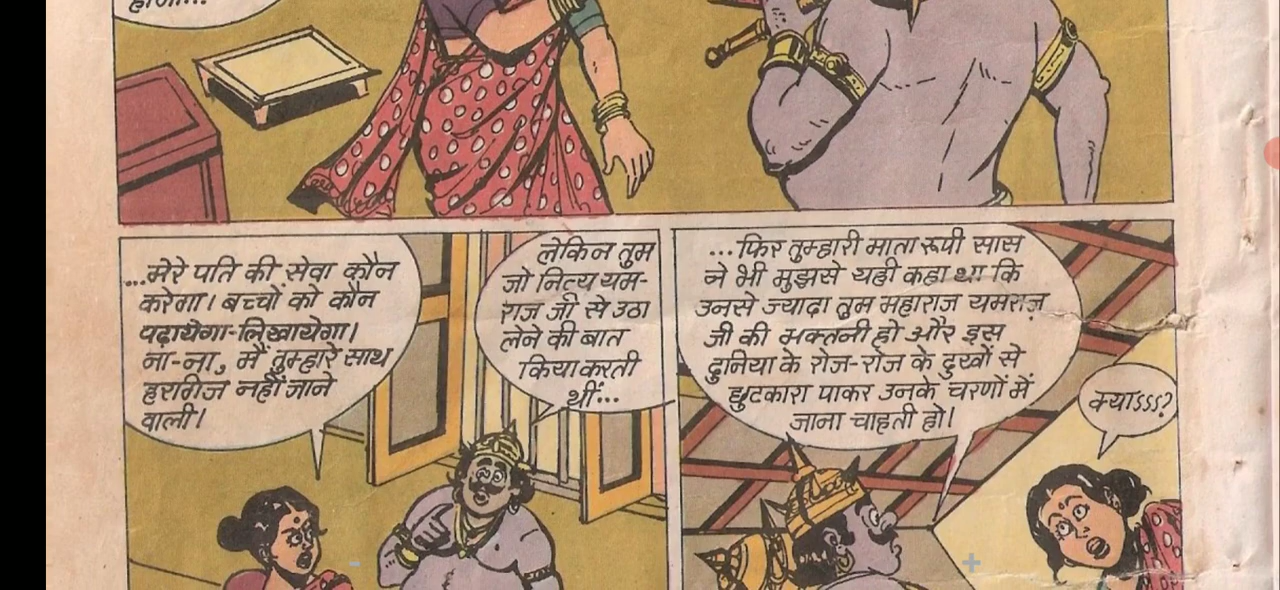 होजा...
...मेरे पति की सेवा कौन
करेगा। बच्चों को कौन
पढ़ायेगा-लिखायेगा।
ना-ना, मैं तुम्हारे साथ
हरगिज नहीं जाने
वाली।
लेकिन तुम
जो नित्य यम-
राज जी से उठा
लेने की बात
किया करती
थीं...
...फिर तुम्हारी माता रूपी सास
ने भी मुझसे यही कहा था कि
उनसे ज्यादा तुम महाराज यमराज
जी की भक्तनी हो और इस
दुनिया के रोज-रोज के दुखों से
छुटकारा पाकर उनके चरणों में
जाना चाहती हो।
क्याऽऽऽ?